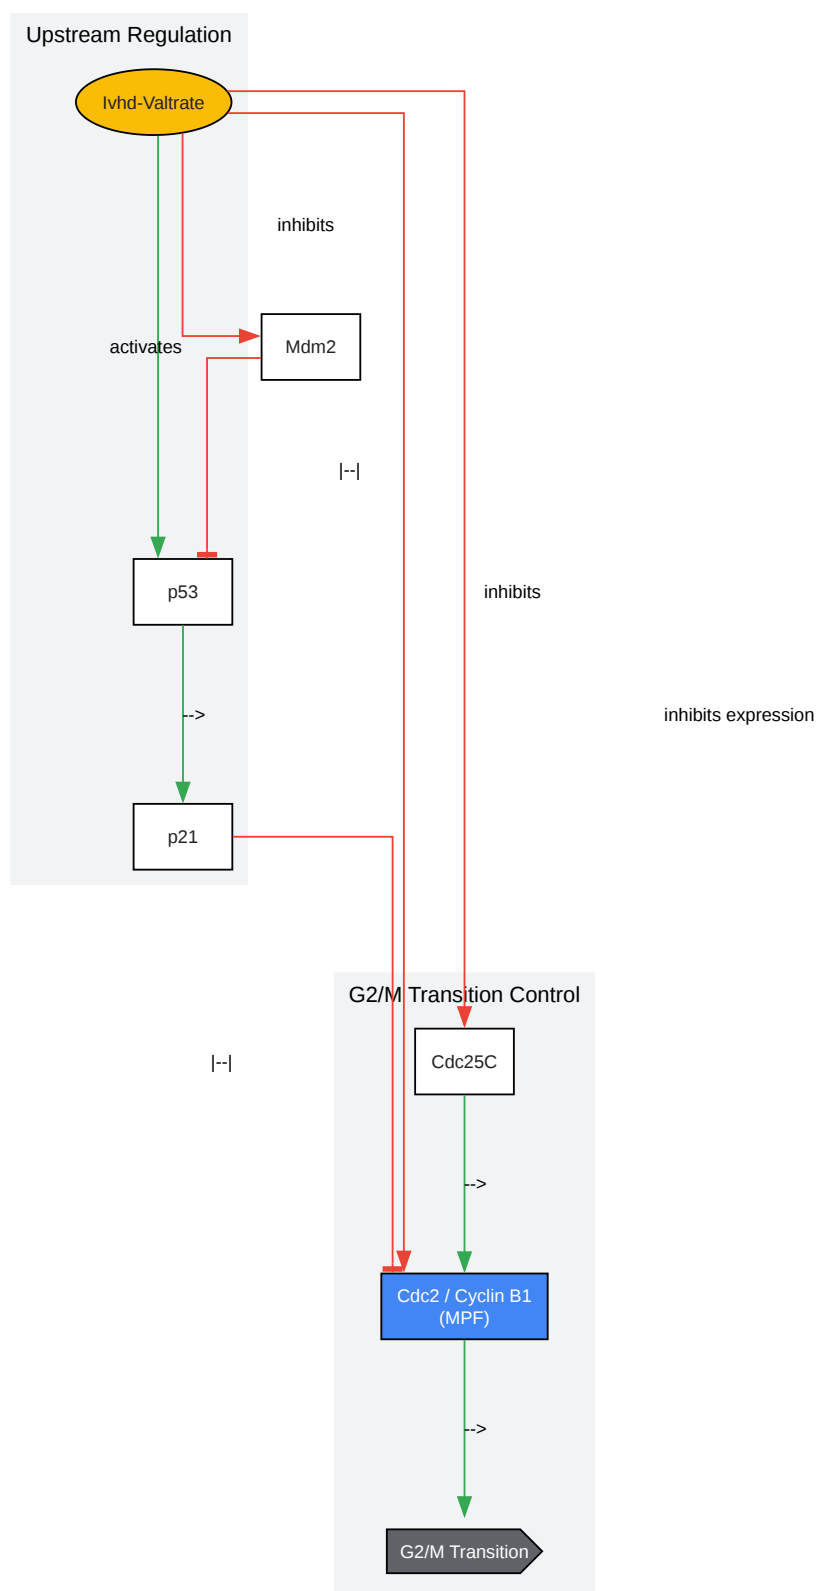 Upstream Regulation
Ivhd-Valtrate
inhibits
activates
Mdm2
|--|
p53
inhibits
-->
inhibits expression
p21
G2/M Transition Control
|--|
Cdc25C
-->
Cdc2 / Cyclin B1
(MPF)
-->
G2/M Transition